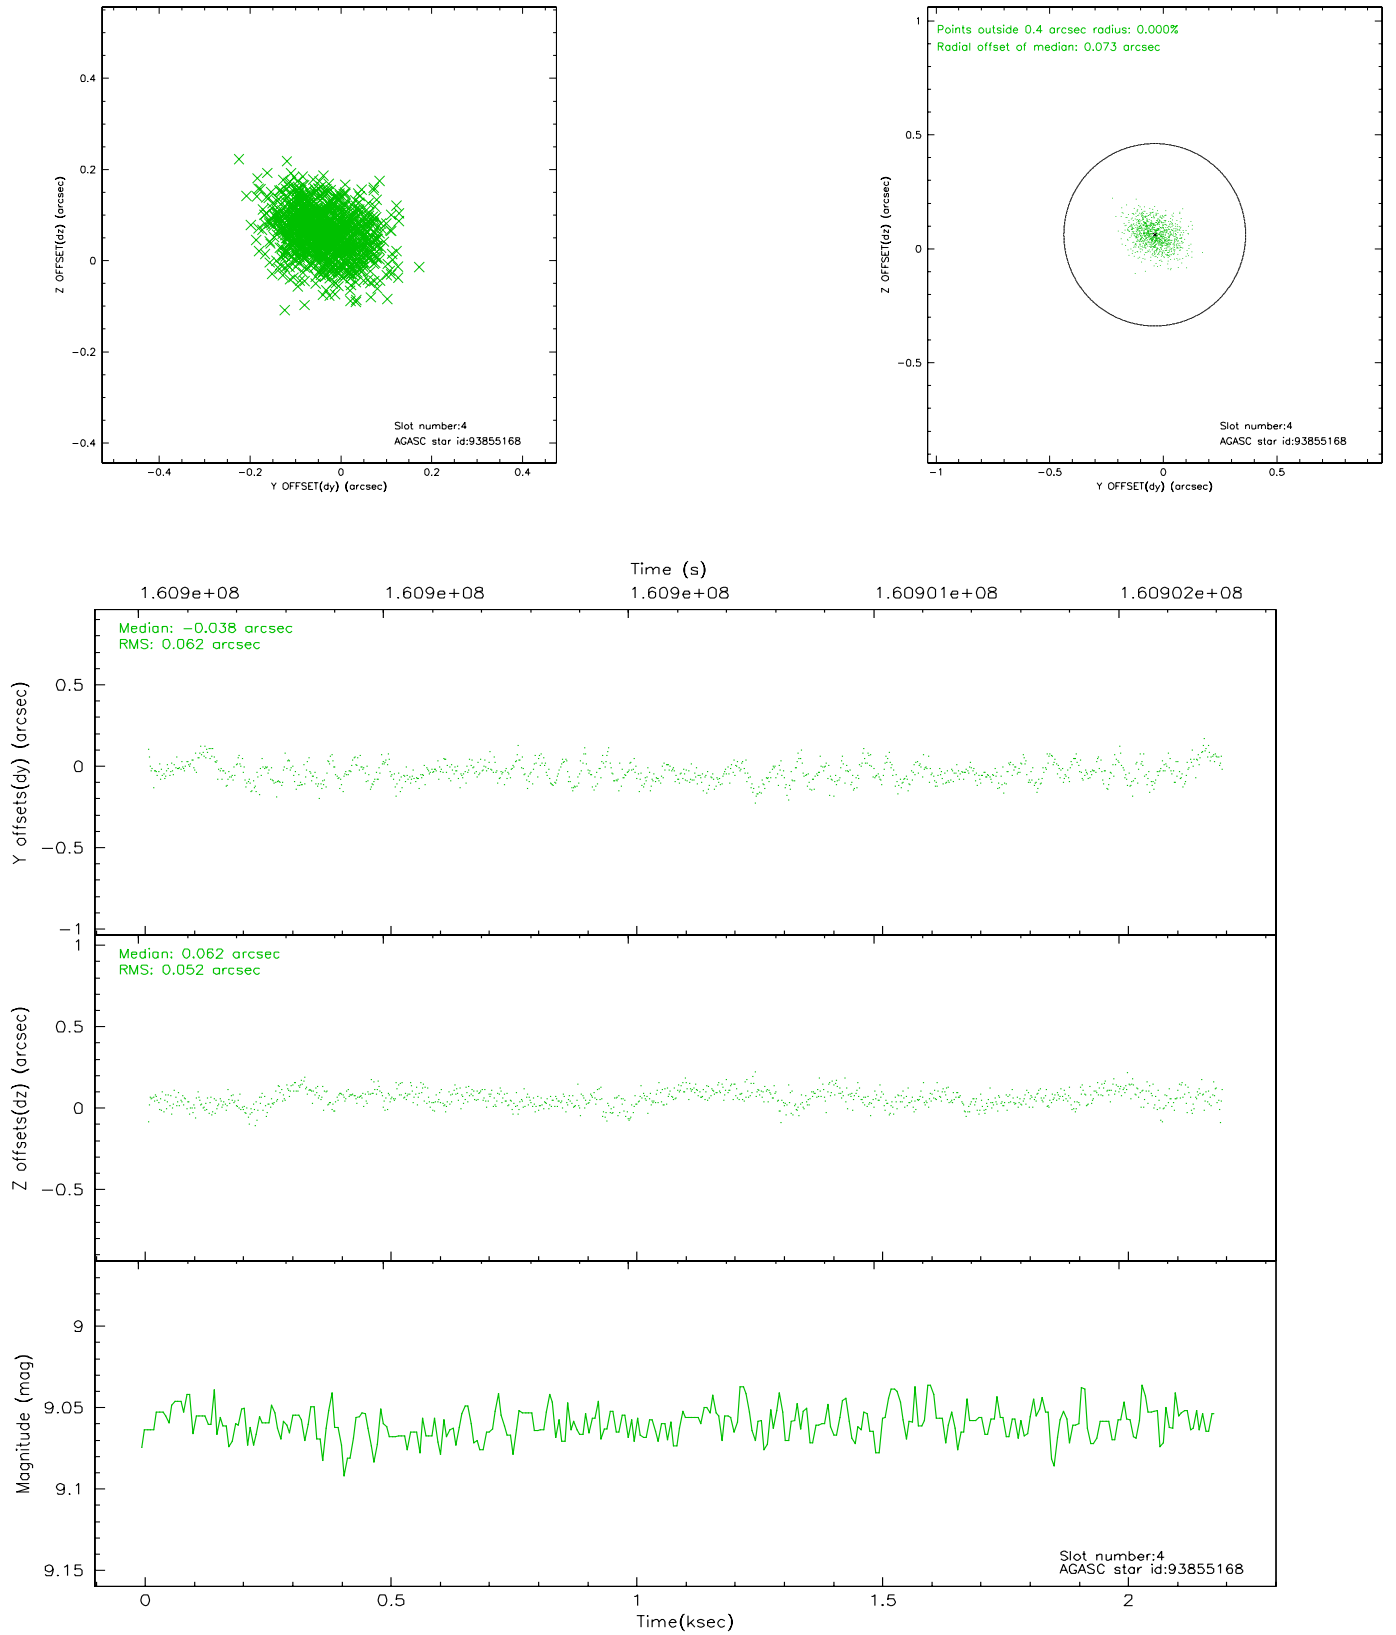 0.4
0.2
0
−0.2
−0.4
Z OFFSET(dz) (arcsec)
Slot number:4
AGASC star id:93855168
−0.4 −0.2 0 0.2 0.4
Y OFFSET(dy) (arcsec)
Points outside 0.4 arcsec radius: 0.000%
Radial offset of median: 0.073 arcsec
1
0.5
0
−0.5
Z OFFSET(dz) (arcsec)
Slot number:4
AGASC star id:93855168
−1 −0.5 0 0.5
Y OFFSET(dy) (arcsec)
Time (s)
1.609e+08 1.609e+08 1.609e+08 1.60901e+08 1.60902e+08
Median: −0.038 arcsec
RMS: 0.062 arcsec
0.5
0
−0.5
−1
Y offsets(dy) (arcsec)
Median: 0.062 arcsec
RMS: 0.052 arcsec
1
0.5
0
−0.5
Z offsets(dz) (arcsec)
9
9.05
9.1
9.15
Magnitude (mag)
Slot number:4
AGASC star id:93855168
0 0.5 1 1.5 2
Time(ksec)